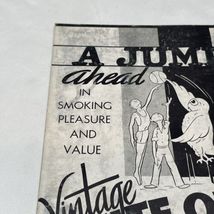 A JUM
ahead
IN
SMOKING
PLEASURE
AND
VALUE
Vintage